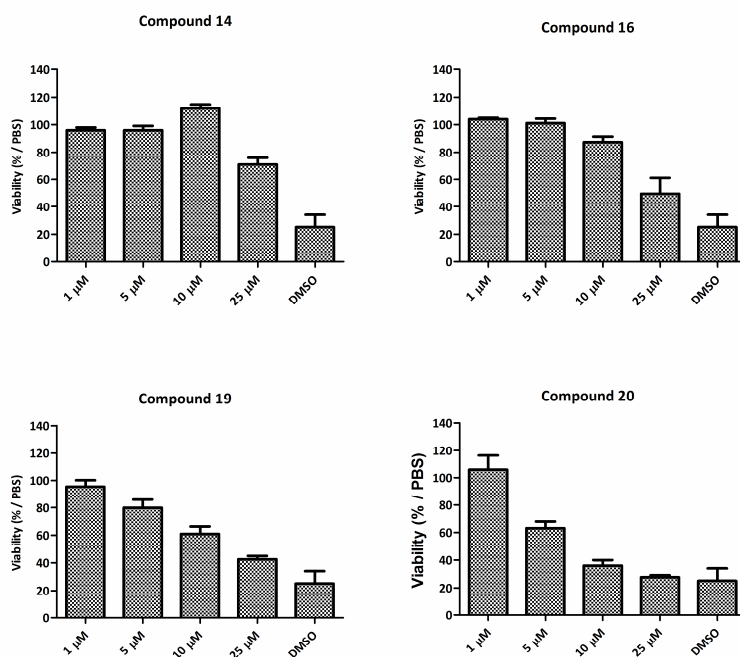 Compound 14
Viability (% / PBS)
140
120
100
80
60
40
20
0
1 µM
5 µM
10 µM
25 µM
DMSO
Compound 16
Viability (% / PBS)
140
120
100
80
60
40
20
0
1 µM
5 µM
10 µM
25 µM
DMSO
Compound 19
Viability (% / PBS)
140
120
100
80
60
40
20
0
1 µM
5 µM
10 µM
25 µM
DMSO
Compound 20
Viability (% / PBS)
140
120
100
80
60
40
20
0
1 µM
5 µM
10 µM
25 µM
DMSO